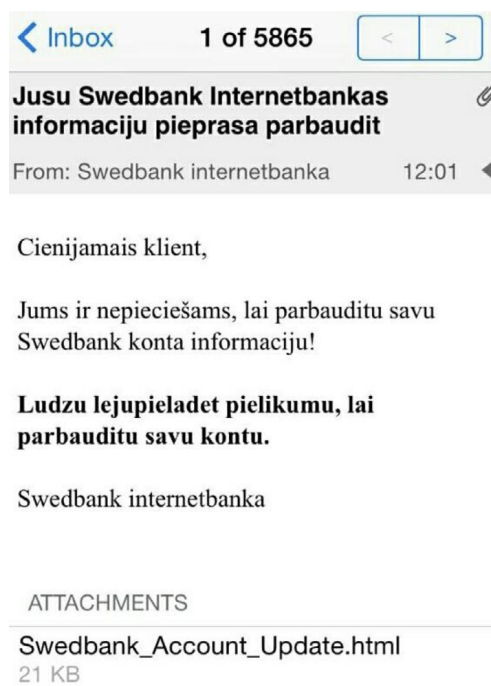 Inbox 1 of 5865 < >
Jusu Swedbank Internetbankas
informaciju pieprasa parbaudit
From: Swedbank internetbanka 12:01
Cienijamais klient,
Jums ir nepieciešams, lai parbauditu savu
Swedbank konta informaciju!
Ludzu lejupieladet pielikumu, lai
parbauditu savu kontu.
Swedbank internetbanka
ATTACHMENTS
Swedbank_Account_Update.html
21 KB